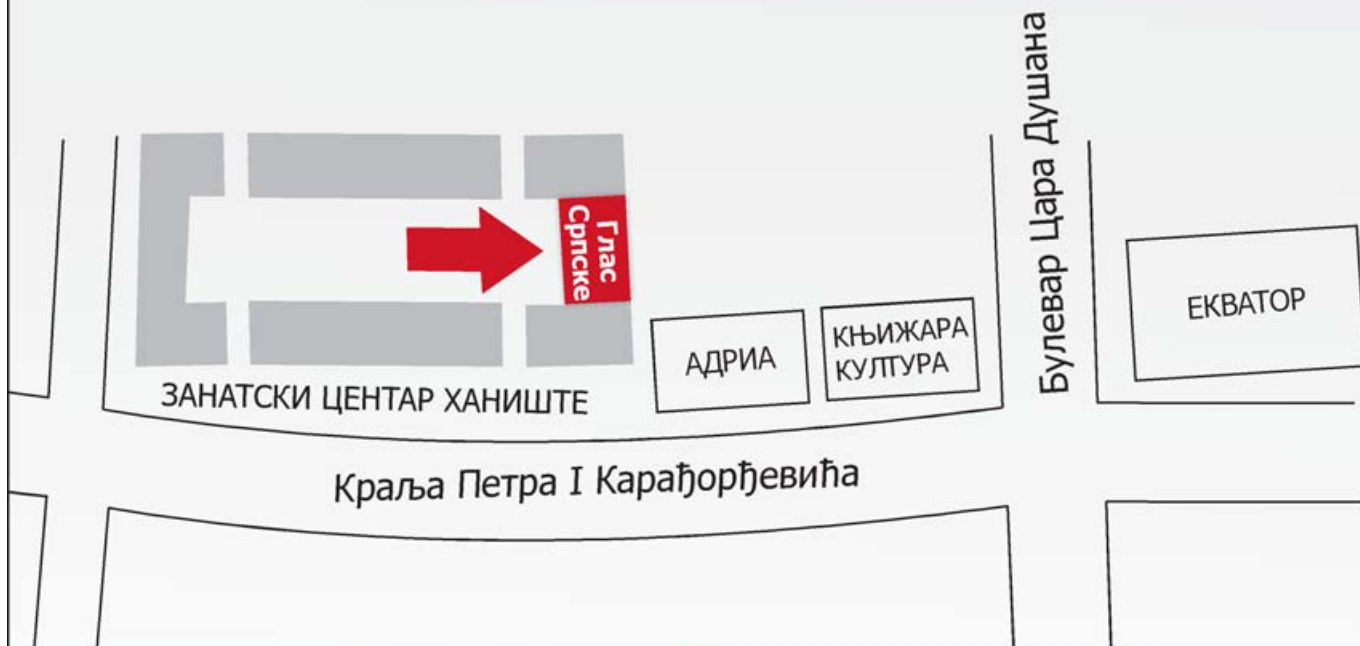 Булевар Цара Душана
Глас
Српске
ЕКВАТОР
АДРИА
КЊИЖАРА
КУЛТУРА
ЗАНАТСКИ ЦЕНТАР ХАНИШТЕ
Краља Петра I Карађорђевића